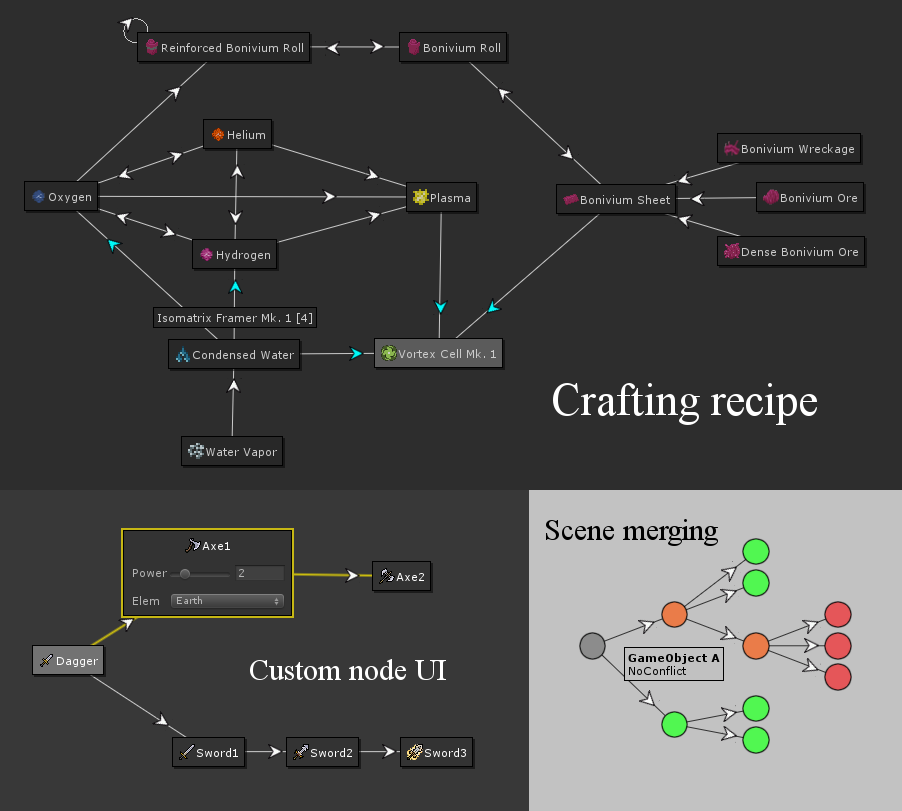 Reinforced Bonivium Roll
Bonivium Roll
Helium
Bonivium Wreckage
Oxygen
Plasma
Bonivium Sheet
Bonivium Ore
Hydrogen
Dense Bonivium Ore
Isomatrix Framer Mk. 1 [4]
Condensed Water
Vortex Cell Mk. 1
Crafting recipe
Water Vapor
Axe1
Power
2
Elem
Earth
Axe2
Dagger
Custom node UI
Sword1
Sword2
Sword3
Scene merging
GameObject A
NoConflict